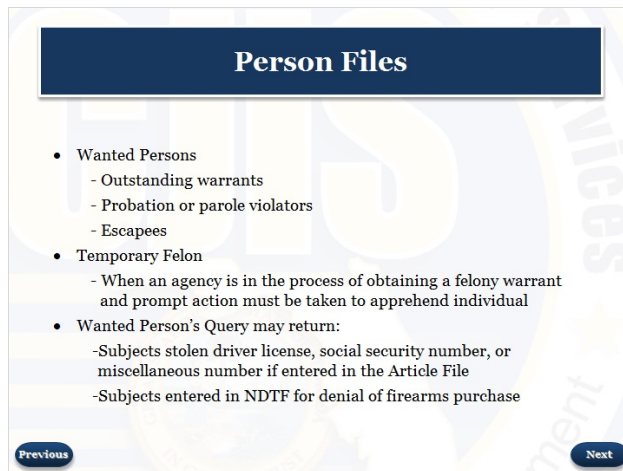 Person Files
• Wanted Persons
- Outstanding warrants
- Probation or parole violators
- Escapees
• Temporary Felon
- When an agency is in the process of obtaining a felony warrant
and prompt action must be taken to apprehend individual
• Wanted Person's Query may return:
-Subjects stolen driver license, social security number, or
miscellaneous number if entered in the Article File
-Subjects entered in NDTF for denial of firearms purchase
Previous
Next
CJIS
ervices